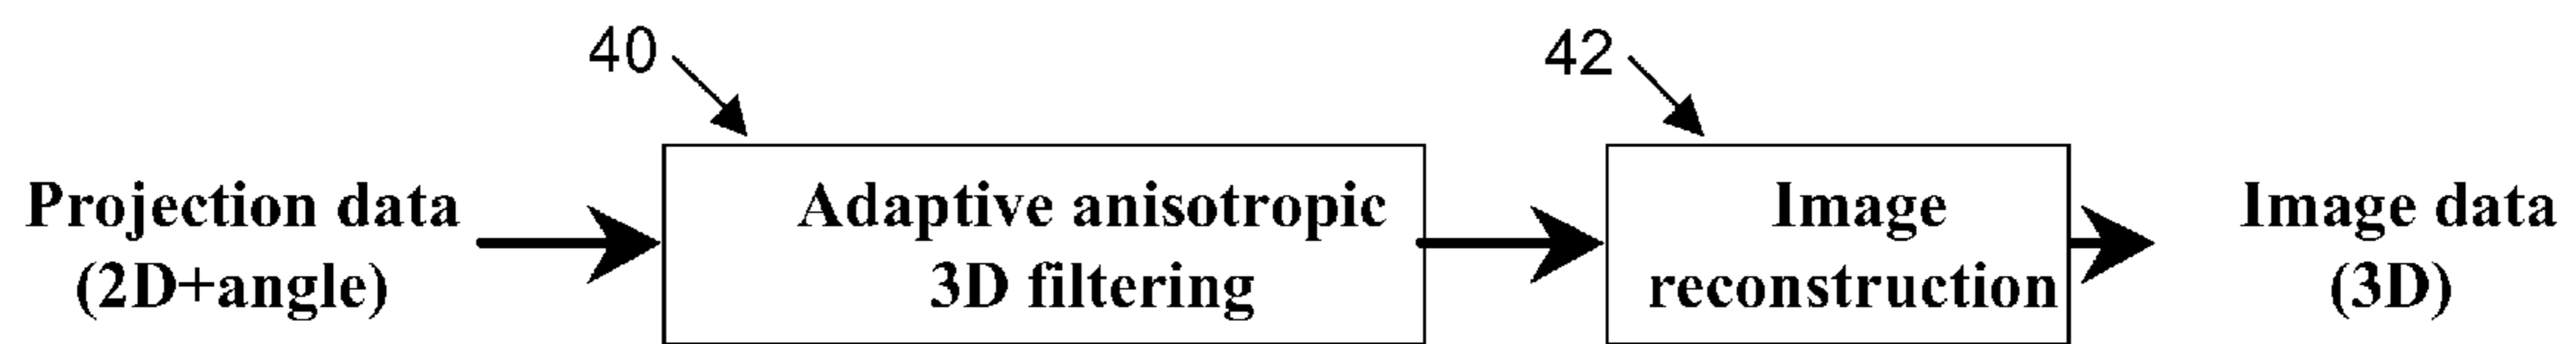 40
42
Projection data
(2D+angle)
Adaptive anisotropic
3D filtering
Image
reconstruction
Image data
(3D)